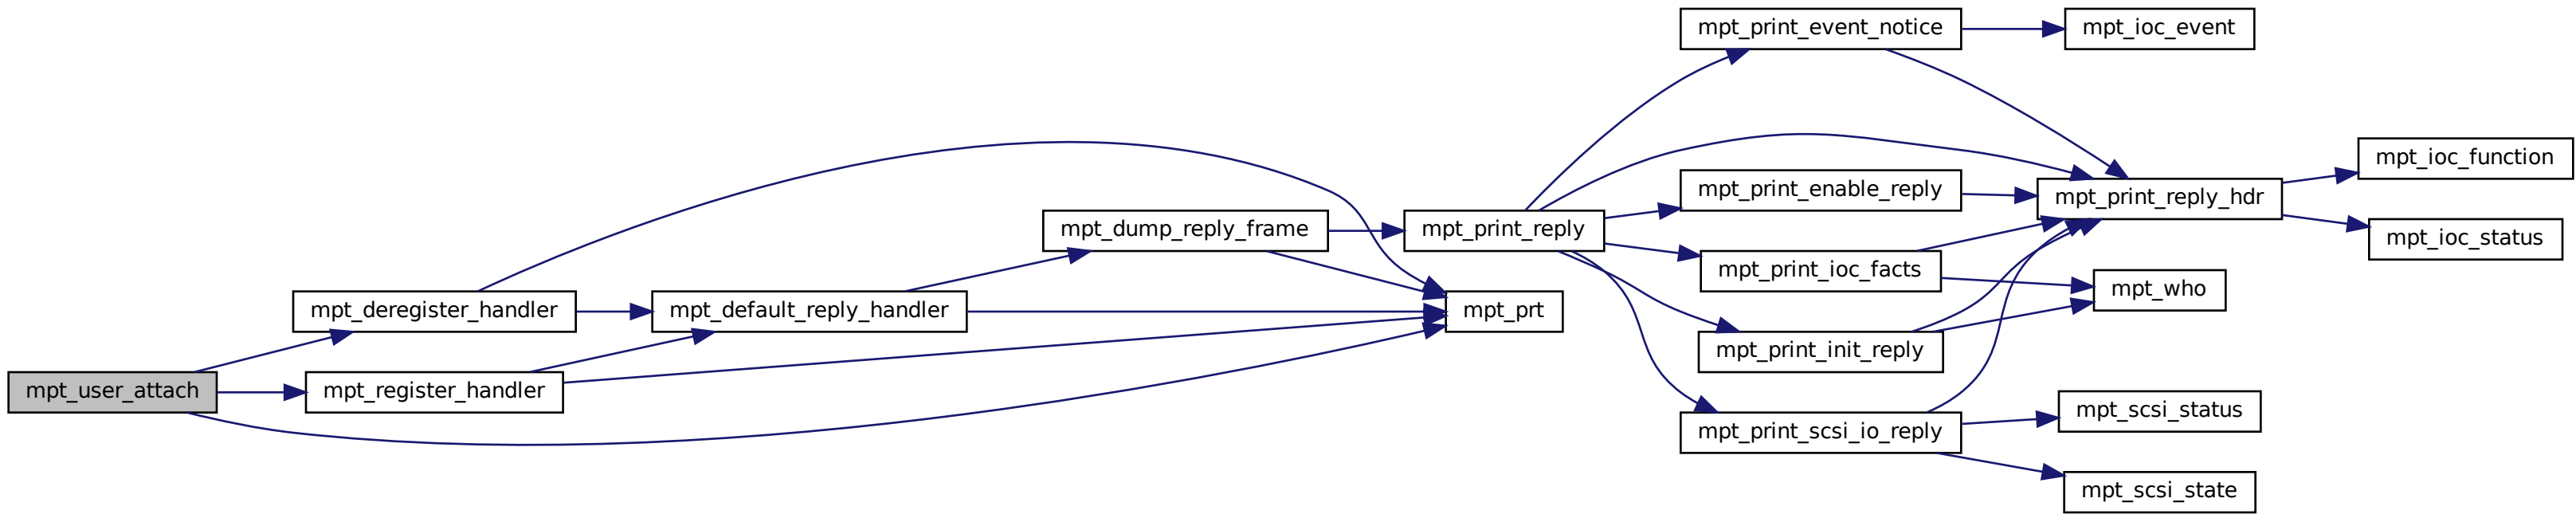 mpt_print_event_notice
mpt_ioc_event
mpt_ioc_function
mpt_print_enable_reply
mpt_print_reply_hdr
mpt_dump_reply_frame
mpt_print_reply
mpt_ioc_status
mpt_print_ioc_facts
mpt_who
mpt_deregister_handler
mpt_default_reply_handler
mpt_prt
mpt_print_init_reply
mpt_user_attach
mpt_register_handler
mpt_scsi_status
mpt_print_scsi_io_reply
mpt_scsi_state